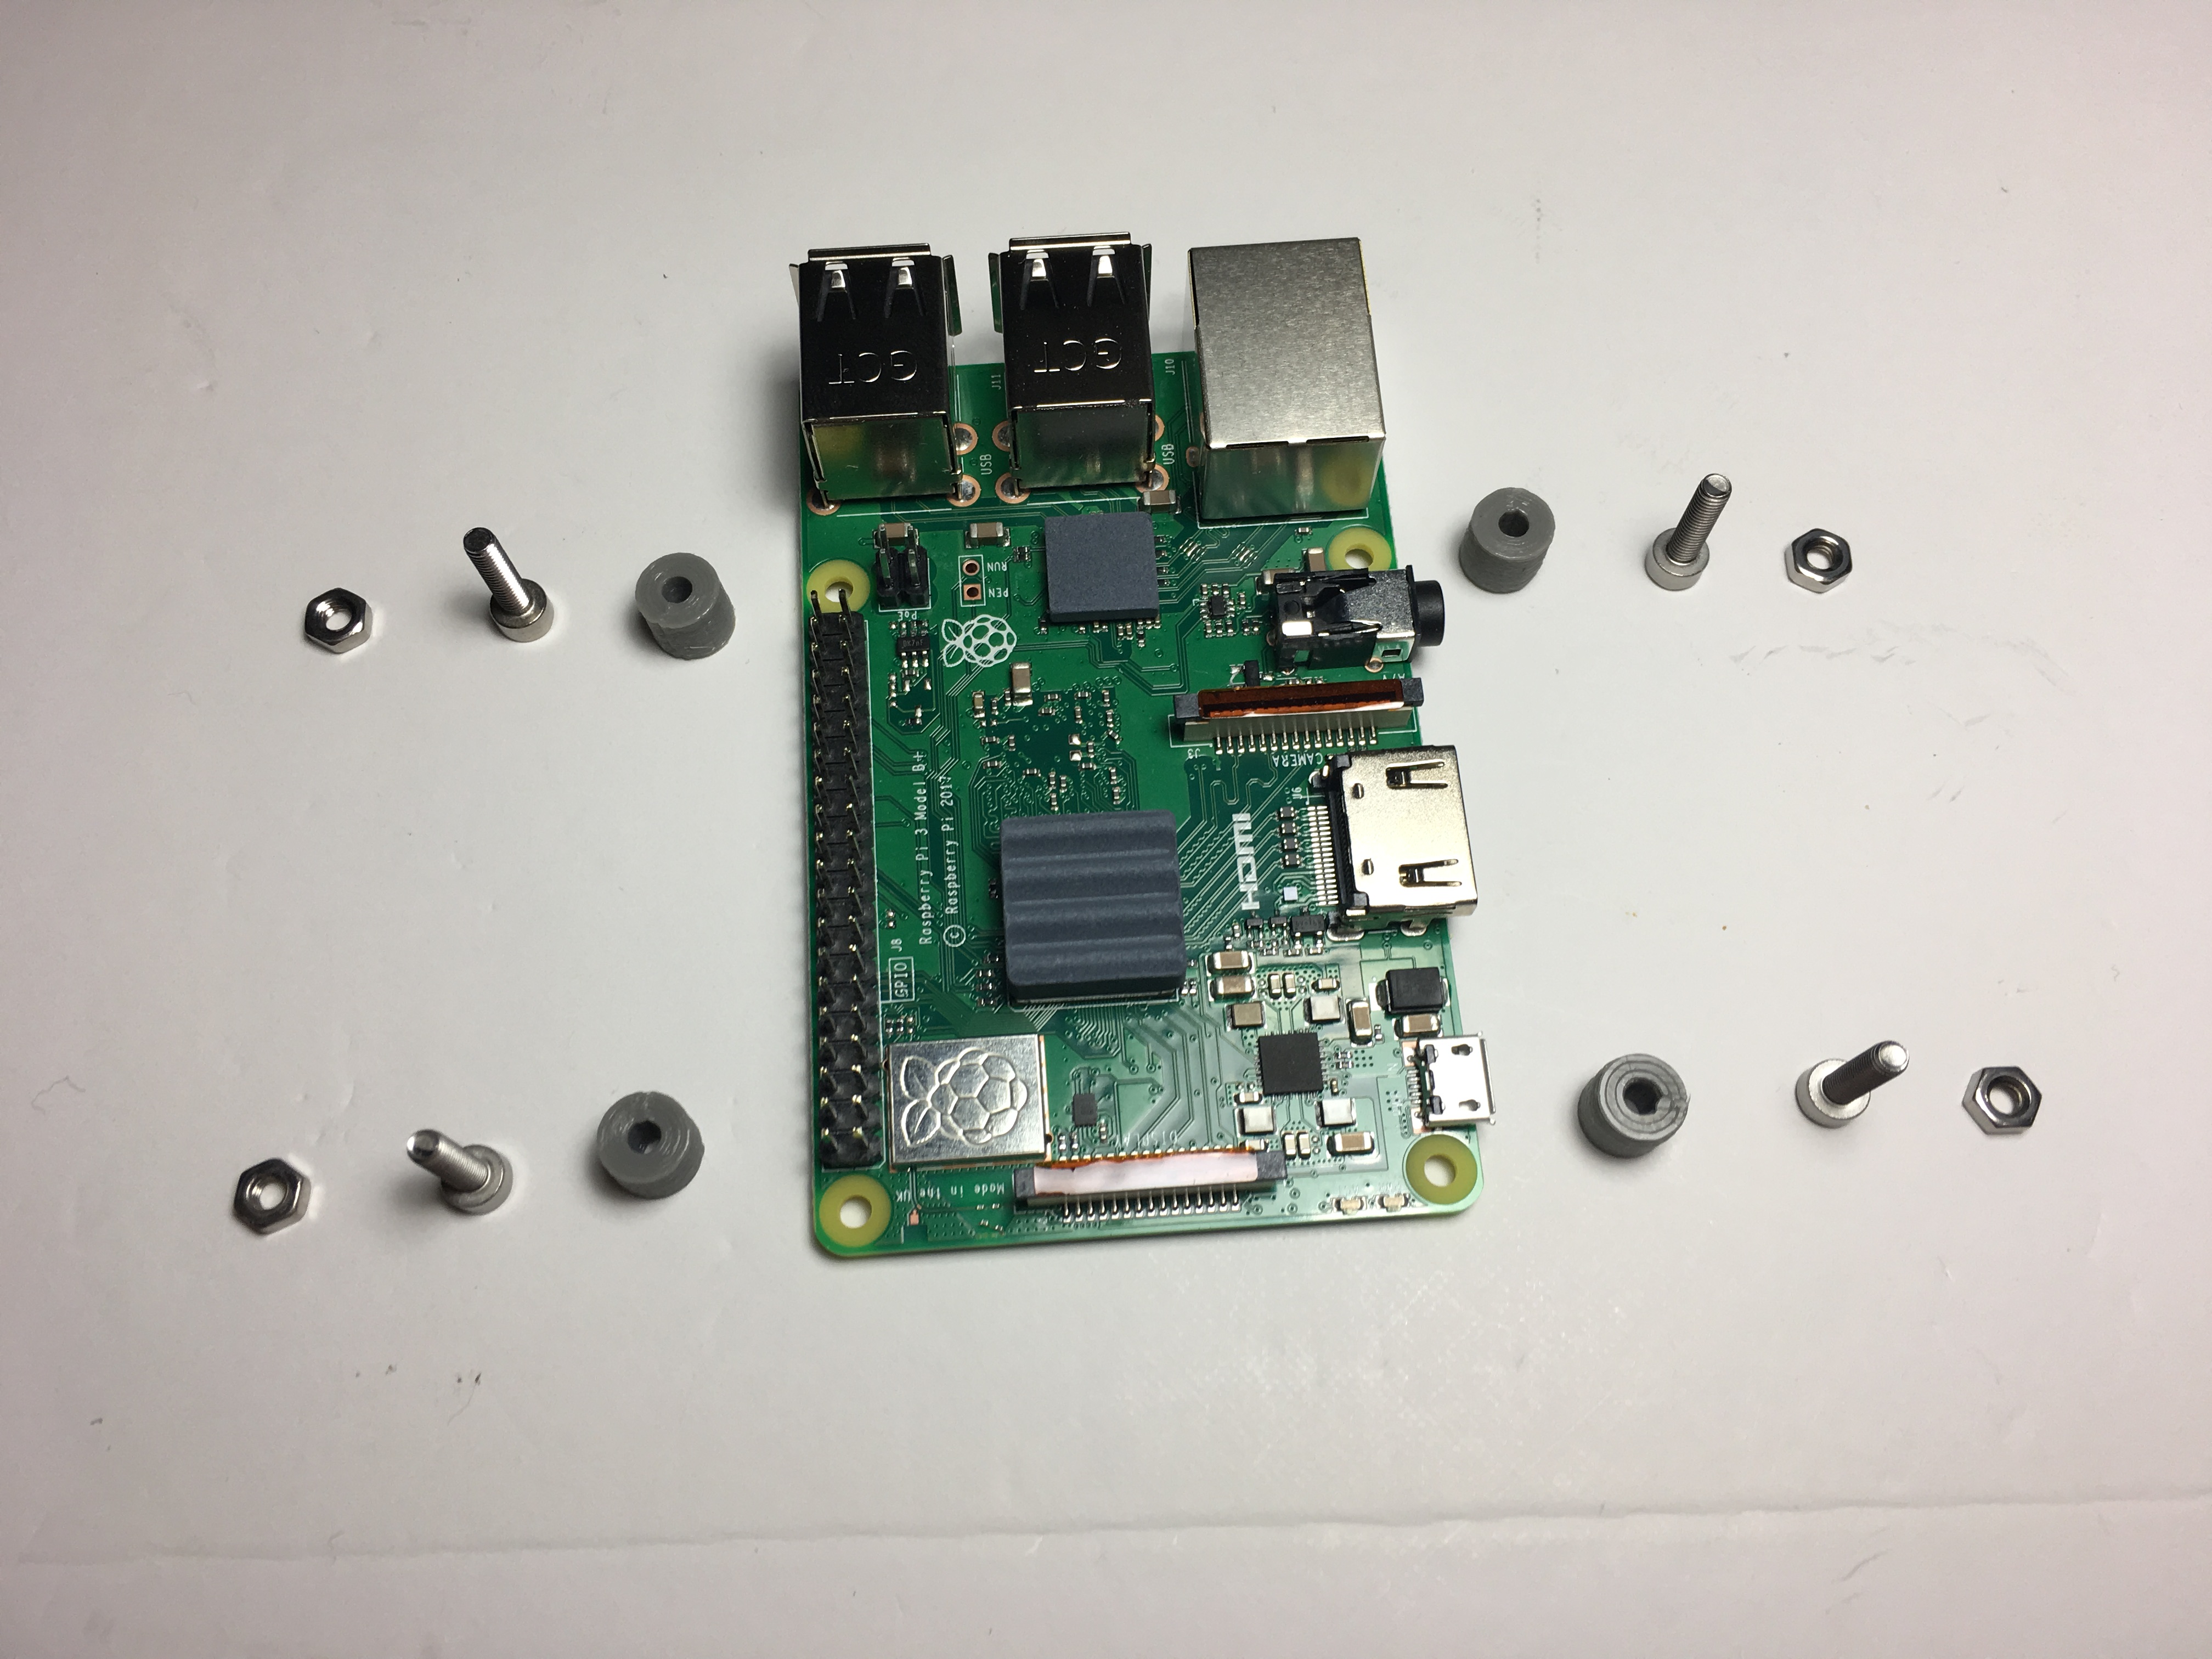 GCT
GCT
J11
J10
USB
USB
RUN
PEN
PoE
Raspberry Pi 3 Model B+
© Raspberry Pi 2017
J3
CAMERA
J6
HDMI
J8
GPIO
DISPLAY
Made in the UK